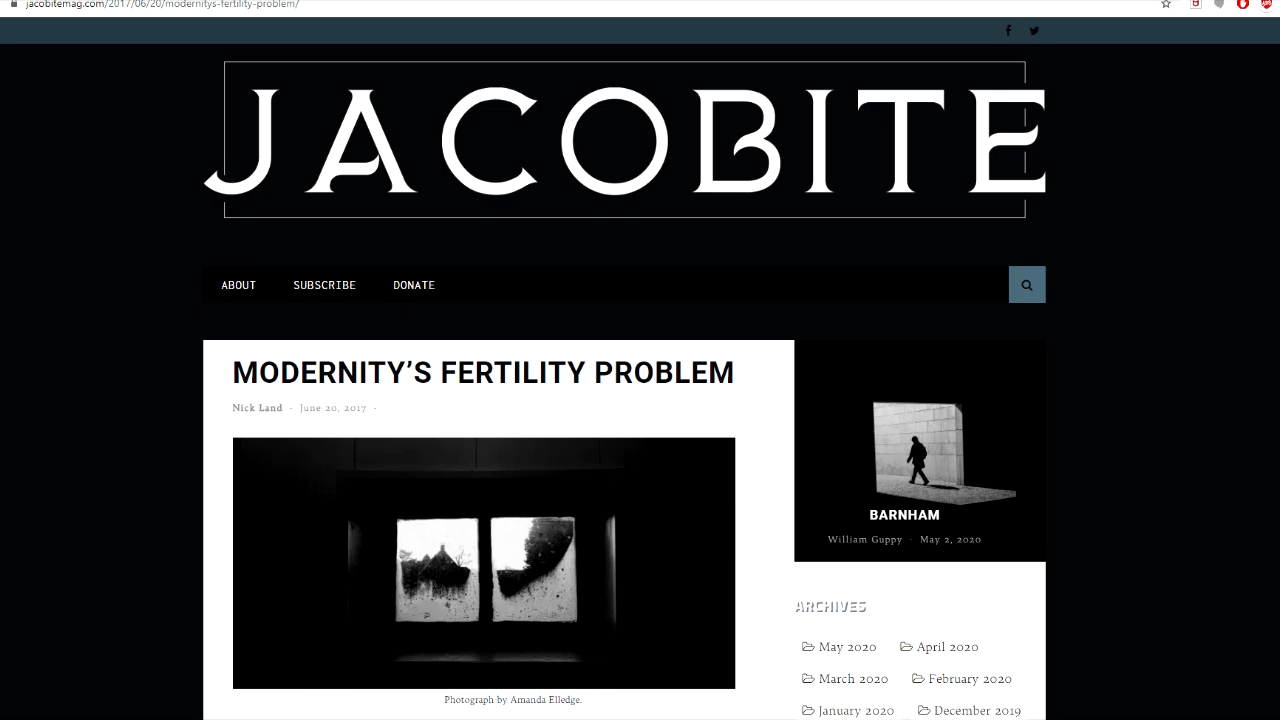 jacobitemag.com/2017/06/20/modernitys-fertility-problem/
JACOBITE
ABOUT SUBSCRIBE DONATE
MODERNITY'S FERTILITY PROBLEM
Nick Land - June 20, 2017 -
Photograph by Amanda Elledge.
BARNHAM
William Guppy - May 2, 2020
ARCHIVES
May 2020 April 2020
March 2020 February 2020
January 2020 December 2019